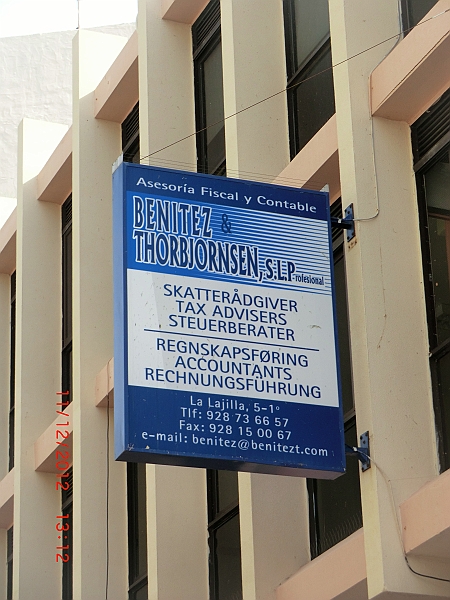 Asesoría Fiscal y Contable
BENITEZ &
THORBJORNSEN, S.L.Profesional
SKATTERÅDGIVER
TAX ADVISERS
STEUERBERATER
REGNSKAPSFØRING
ACCOUNTANTS
RECHNUNGSFÜHRUNG
La Lajilla, 5-1º
Tlf: 928 73 66 57
Fax: 928 15 00 67
e-mail: benitez@benitezt.com
11/12/2012 13:12